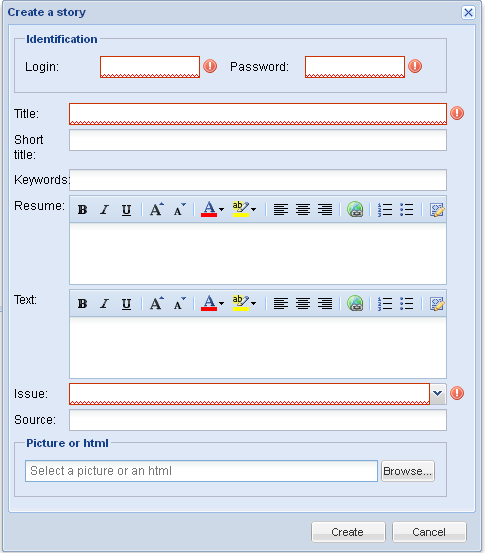 Create a story
Identification
Login: Password:
Title:
Short
title:
Keywords:
Resume:
B I U A A A ab
Text:
B I U A A A ab
Issue:
Source:
Picture or html
Select a picture or an html Browse...
Create Cancel